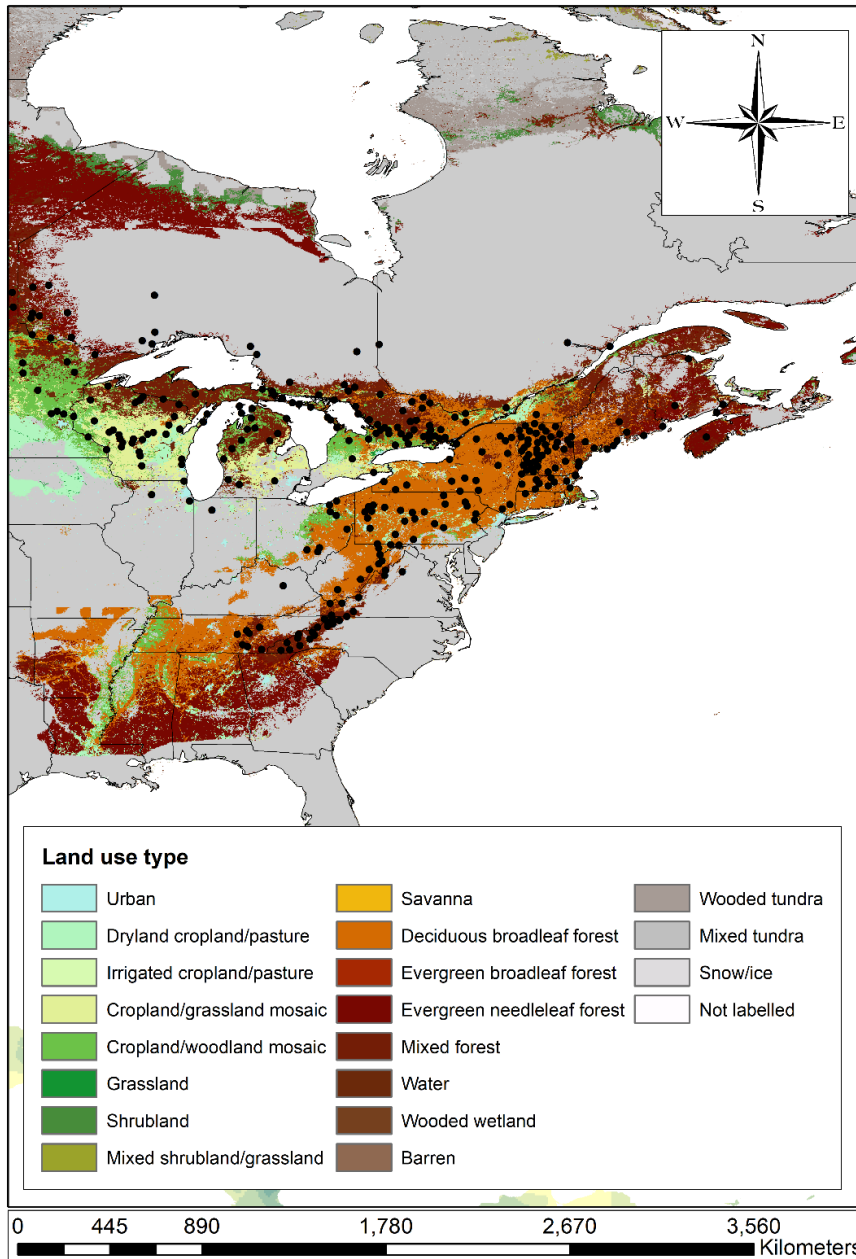 N
W E
S
Land use type
Urban
Dryland cropland/pasture
Irrigated cropland/pasture
Cropland/grassland mosaic
Cropland/woodland mosaic
Grassland
Shrubland
Mixed shrubland/grassland
Savanna
Deciduous broadleaf forest
Evergreen broadleaf forest
Evergreen needleleaf forest
Mixed forest
Water
Wooded wetland
Barren
Wooded tundra
Mixed tundra
Snow/ice
Not labelled
0 445 890 1,780 2,670 3,560
Kilometers